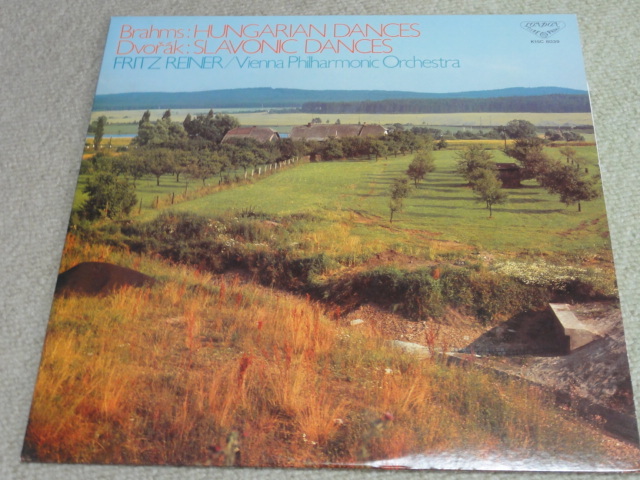 Brahms: HUNGARIAN DANCES
Dvořák: SLAVONIC DANCES
FRITZ REINER/Vienna Philharmonic Orchestra
LONDON